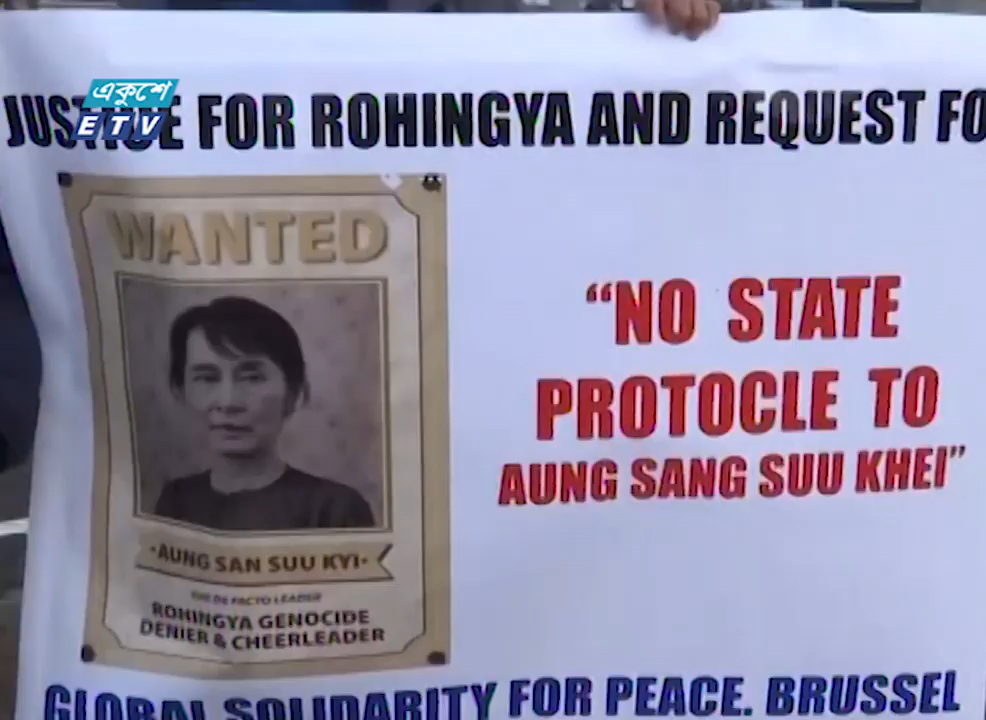 একুশে
ETV
JUSTICE FOR ROHINGYA AND REQUEST FO
WANTED
"NO STATE
PROTOCLE TO
AUNG SANG SUU KHEI"
·AUNG SAN SUU KYI·
THE DE FACTO LEADER
ROHINGYA GENOCIDE
DENIER & CHEERLEADER
GLOBAL SOLIDARITY FOR PEACE. BRUSSEL